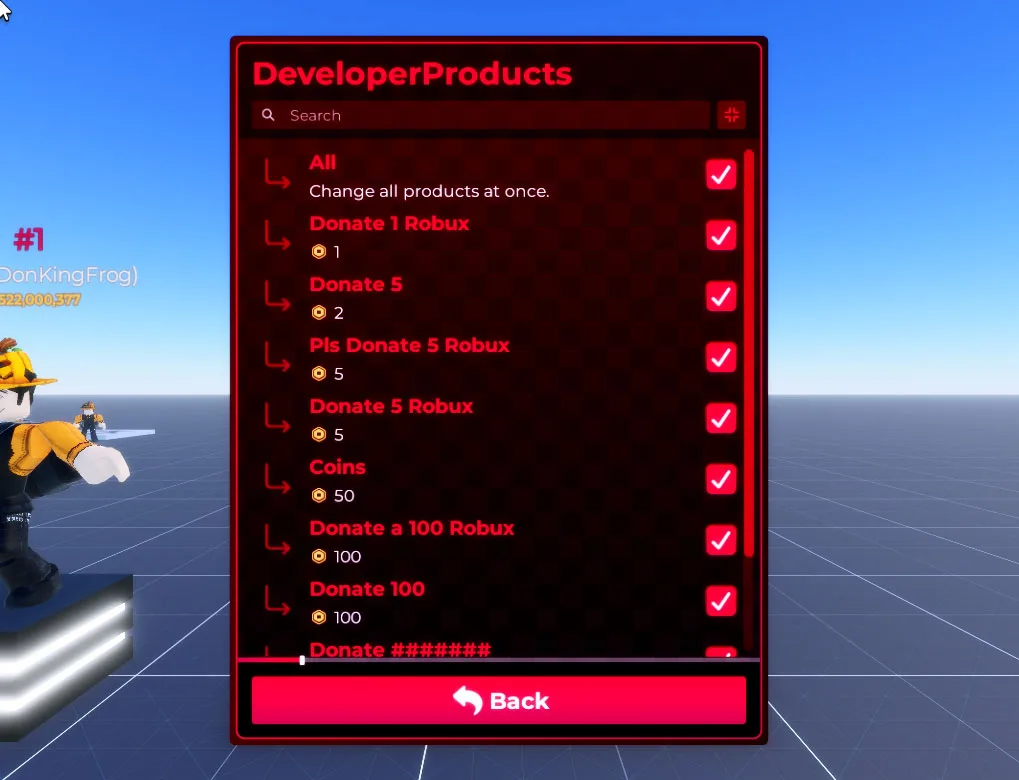 DeveloperProducts
Search
All
Change all products at once.
Donate 1 Robux
1
Donate 5
2
Pls Donate 5 Robux
5
Donate 5 Robux
5
Coins
50
Donate a 100 Robux
100
Donate 100
100
Donate #######
Back
#1
DonKingFrog)
522,000,377